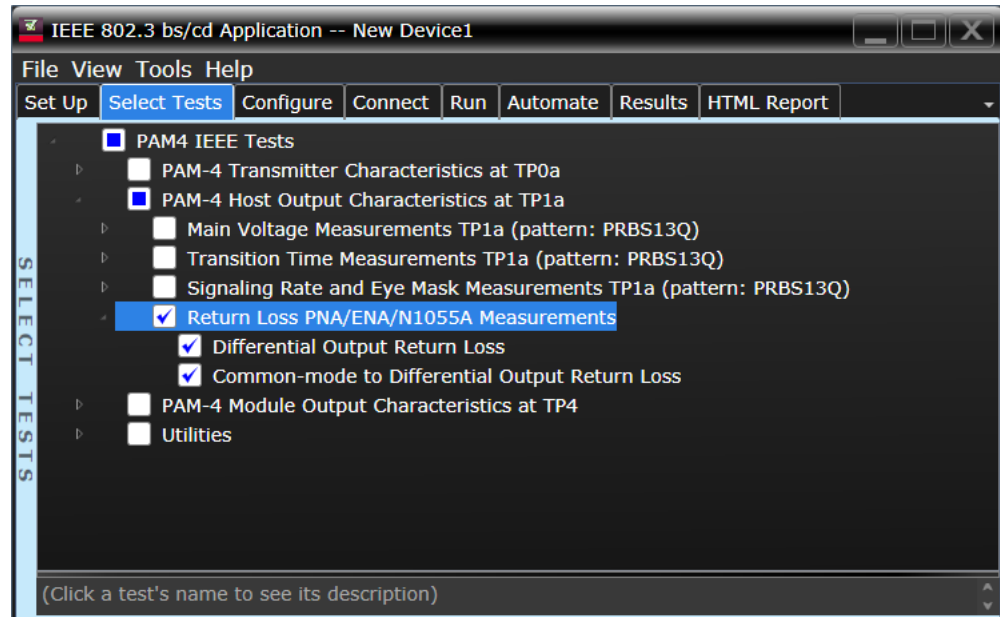 IEEE 802.3 bs/cd Application -- New Device1
File View Tools Help
Set Up Select Tests Configure Connect Run Automate Results HTML Report
PAM4 IEEE Tests
PAM-4 Transmitter Characteristics at TP0a
PAM-4 Host Output Characteristics at TP1a
Main Voltage Measurements TP1a (pattern: PRBS13Q)
Transition Time Measurements TP1a (pattern: PRBS13Q)
Signaling Rate and Eye Mask Measurements TP1a (pattern: PRBS13Q)
Return Loss PNA/ENA/N1055A Measurements
Differential Output Return Loss
Common-mode to Differential Output Return Loss
PAM-4 Module Output Characteristics at TP4
Utilities
SELECT TESTS
(Click a test's name to see its description)